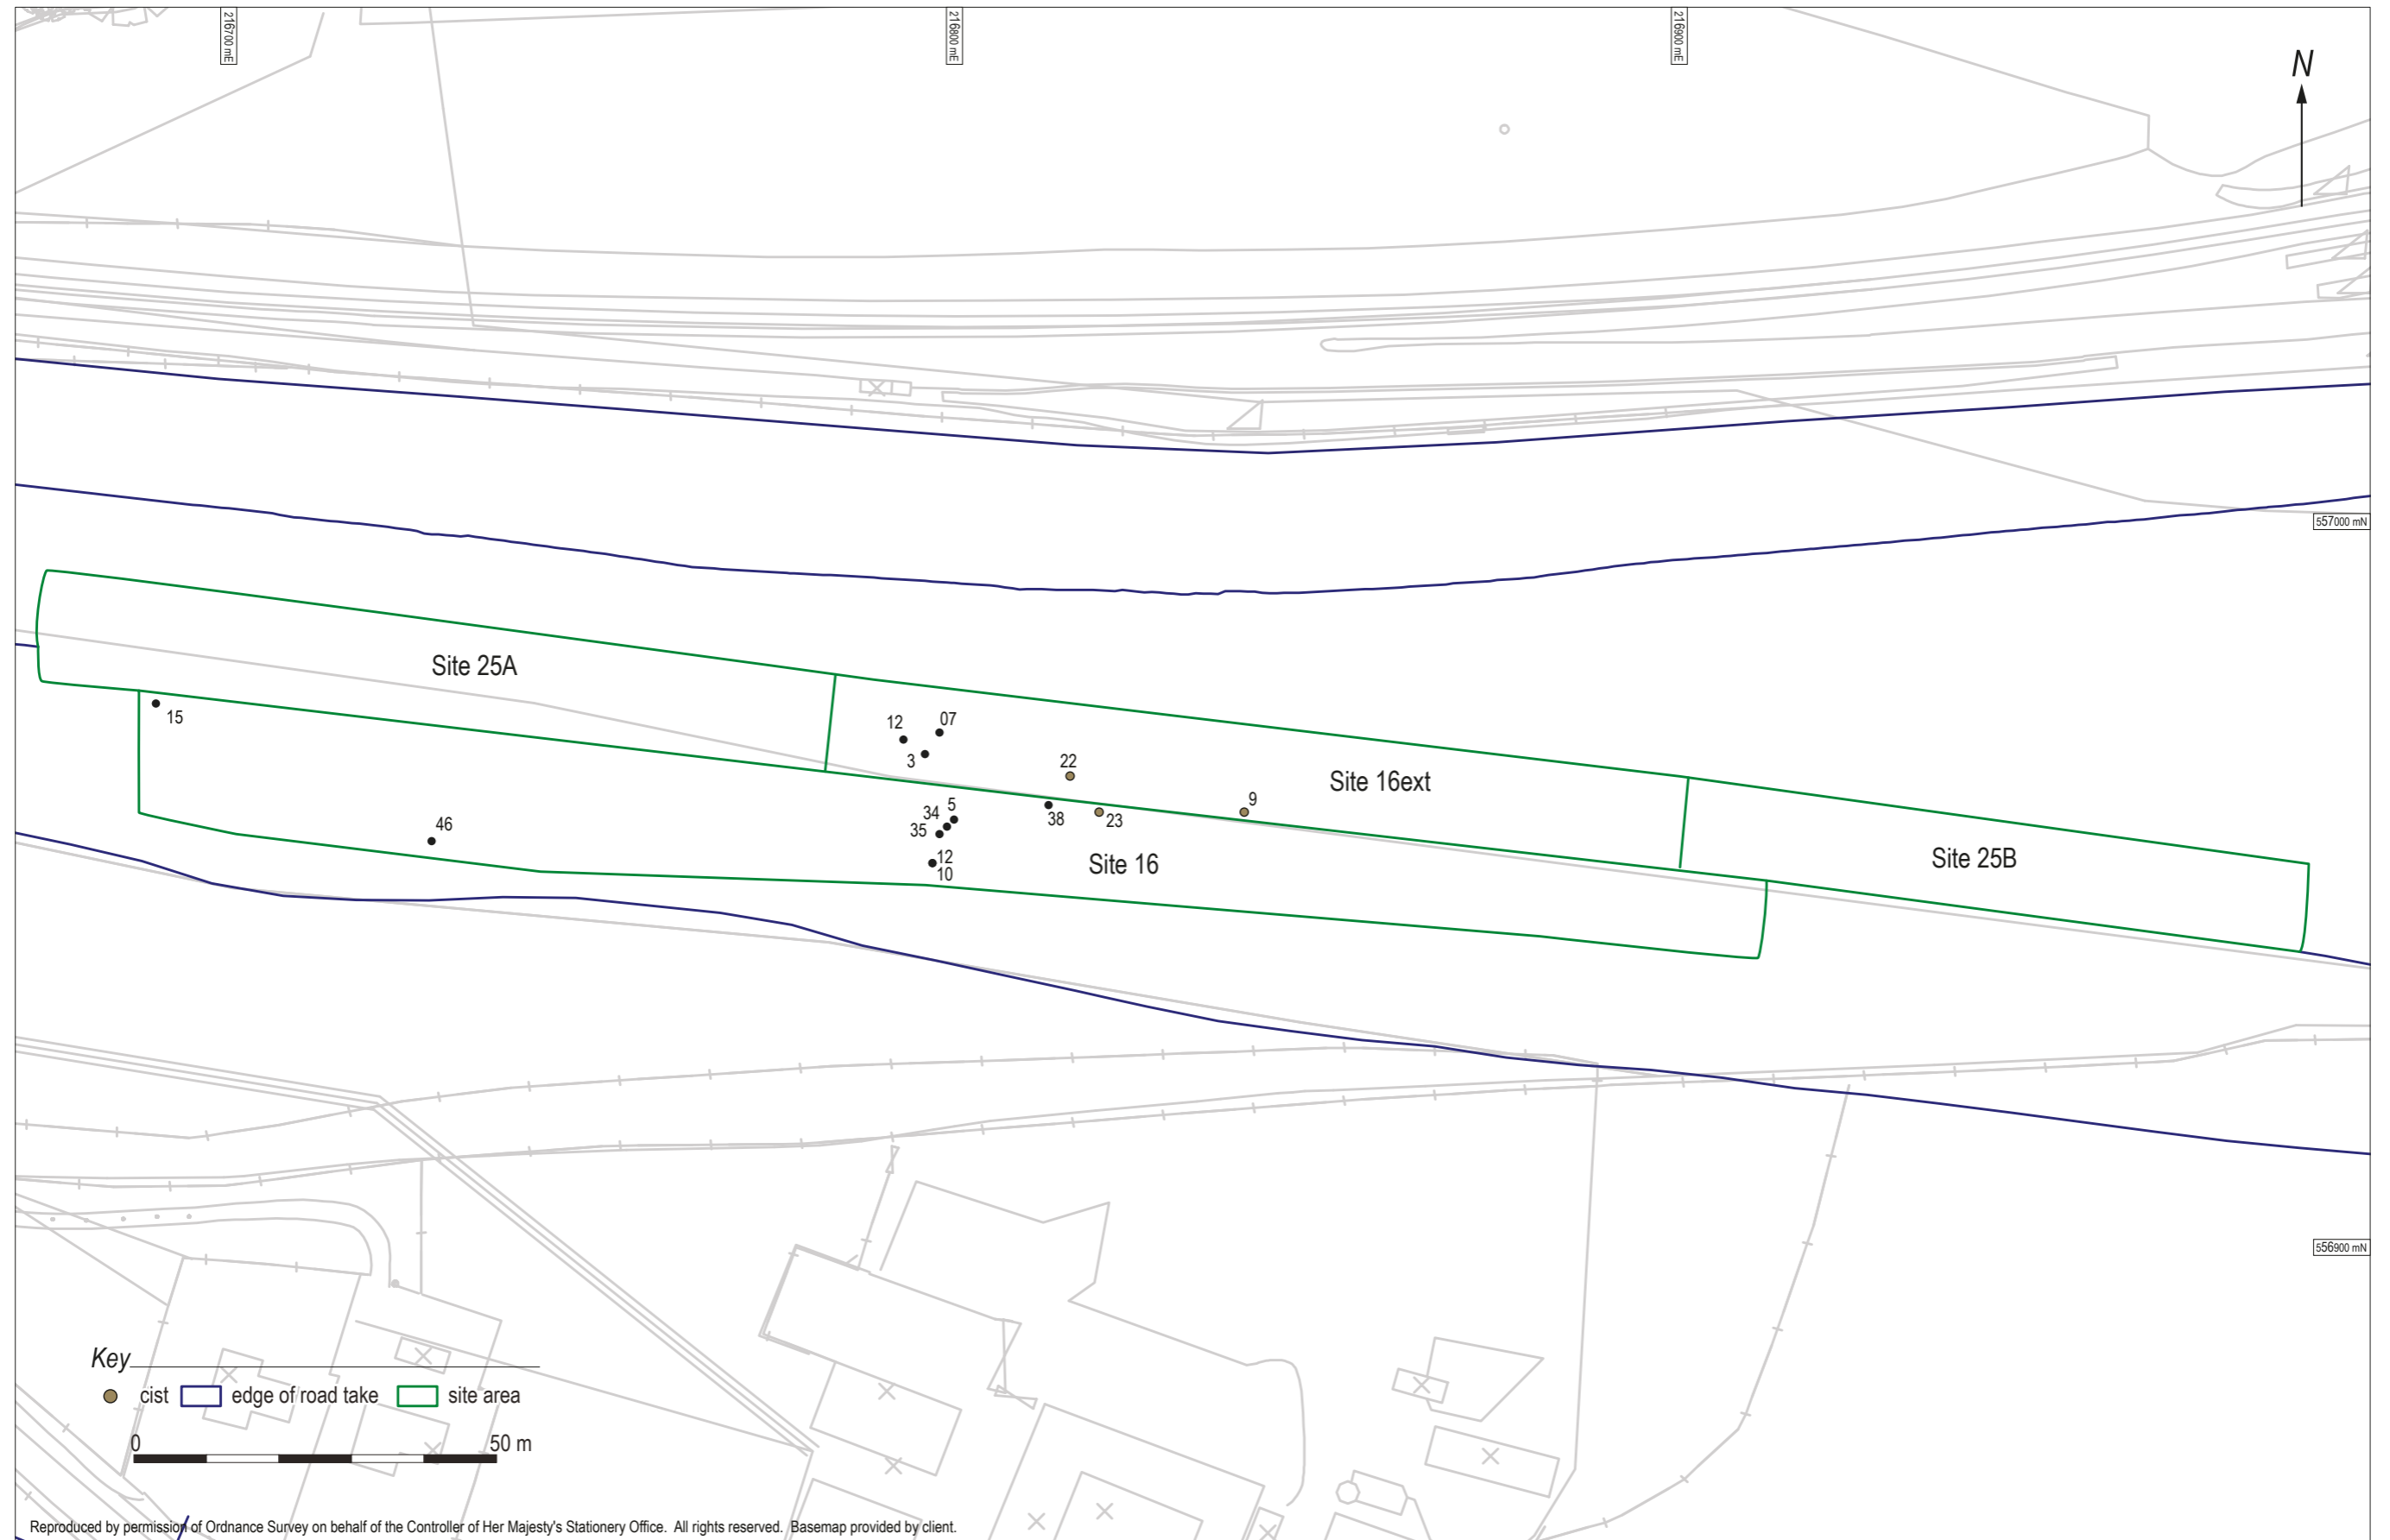 216700 mE
216800 mE
216900 mE
N
557000 mN
Site 25A
15
12
07
3
22
Site 16ext
9
5
34
35
38
23
46
12
10
Site 16
Site 25B
556900 mN
Key
cist edge of road take site area
0 50 m
Reproduced by permission of Ordnance Survey on behalf of the Controller of Her Majesty's Stationery Office. All rights reserved. Basemap provided by client.